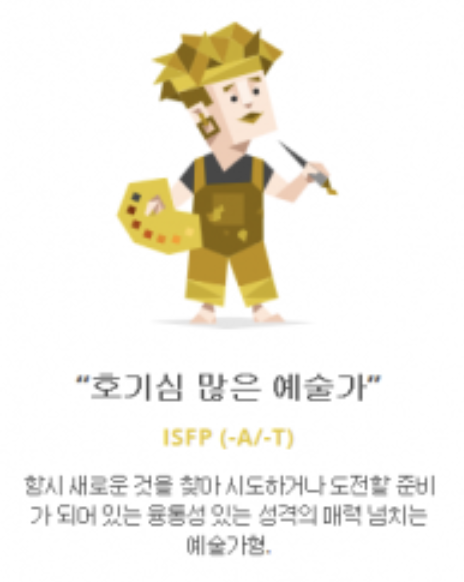 “호기심 많은 예술가”
ISFP (-A/-T)
항시 새로운 것을 찾아 시도하거나 도전할 준비
가 되어 있는 융통성 있는 성격의 매력 넘치는
예술가형.